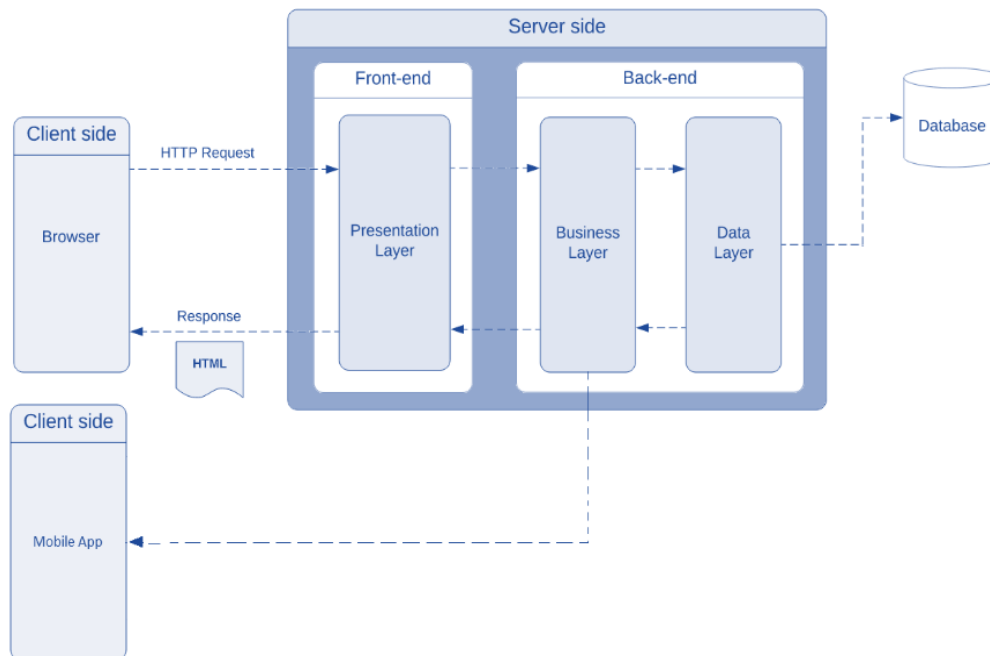 Server side
Front-end
Back-end
Client side
HTTP Request
Database
Browser
Presentation
Layer
Business
Layer
Data
Layer
Response
HTML
Client side
Mobile App